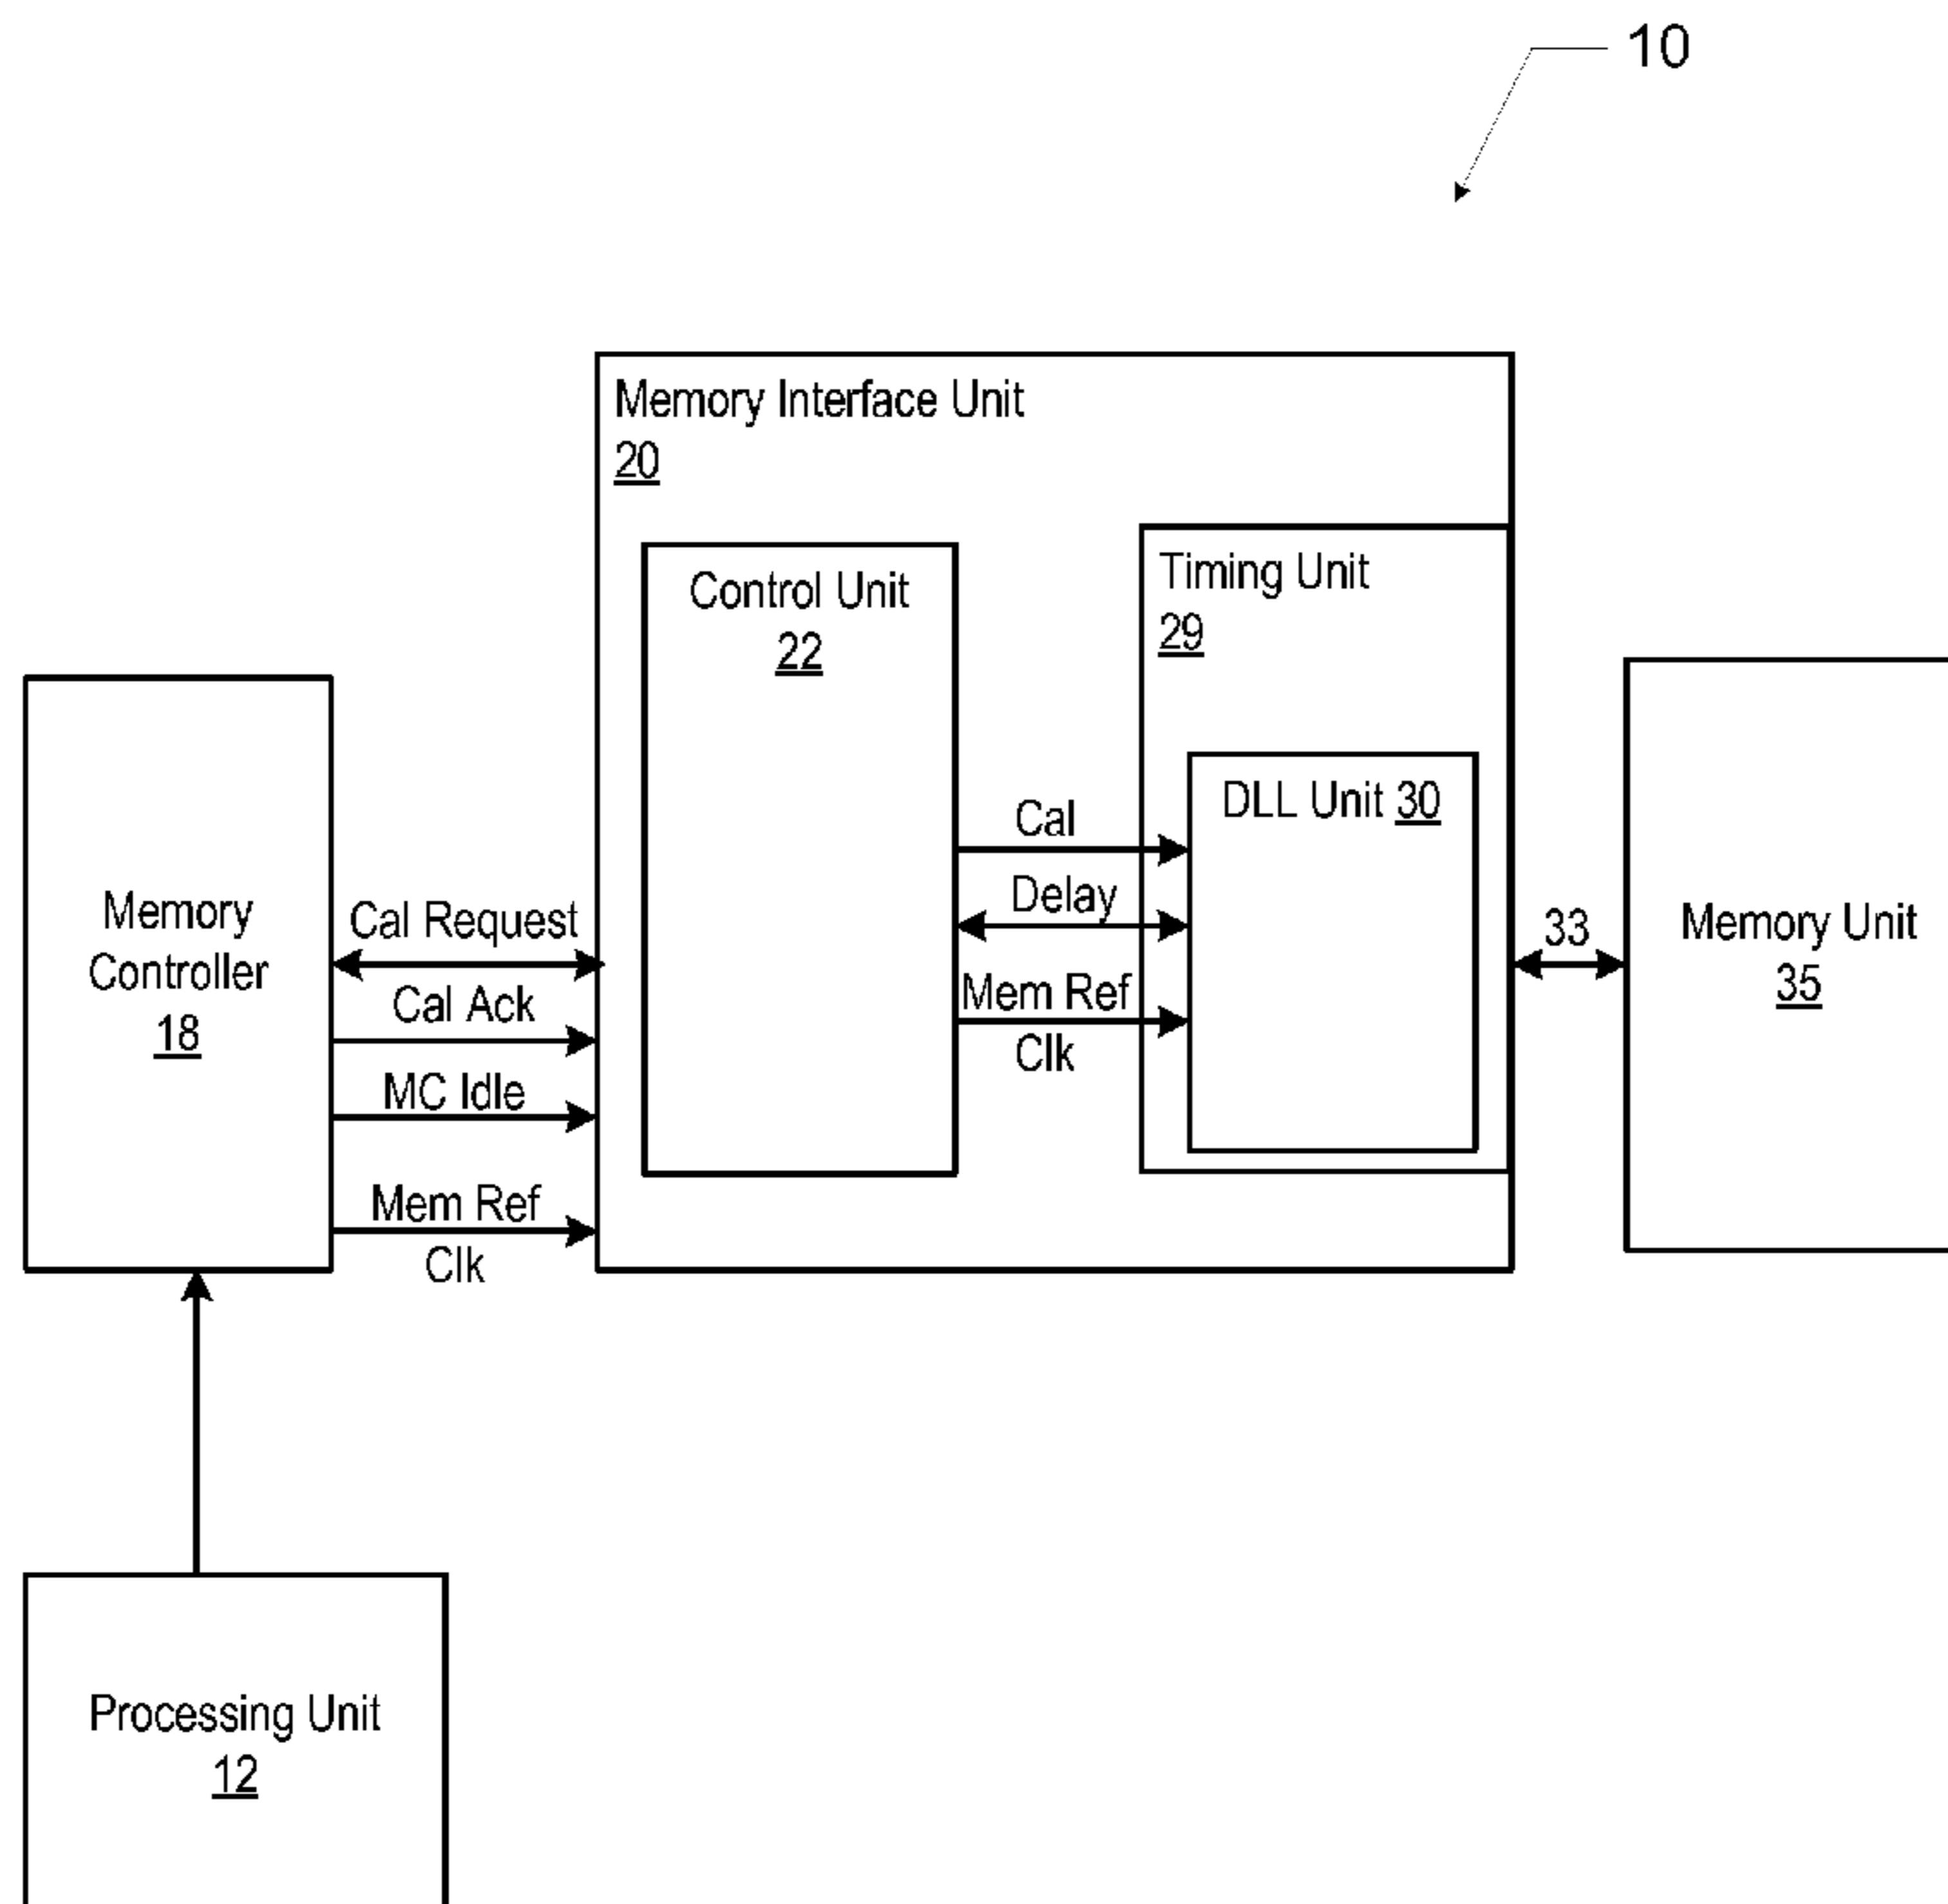 10
Memory Interface Unit
20
Control Unit
22
Timing Unit
29
DLL Unit 30
Cal
Delay
Mem Ref
Clk
Memory
Controller
18
Cal Request
Cal Ack
MC Idle
Mem Ref
Clk
33
Memory Unit
35
Processing Unit
12